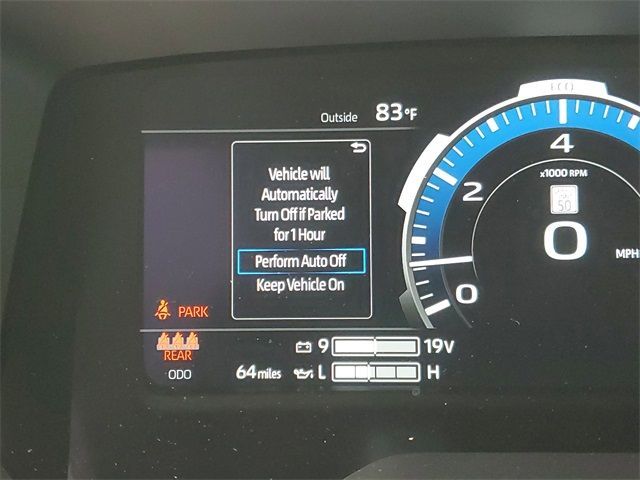 ECO
Outside 83°F
Vehicle will
Automatically
Turn Off if Parked
for 1 Hour
Perform Auto Off
Keep Vehicle On
4
x1000 RPM
2
50
0 MPH
0
PARK
REAR
9 19V
ODO 64 miles L H